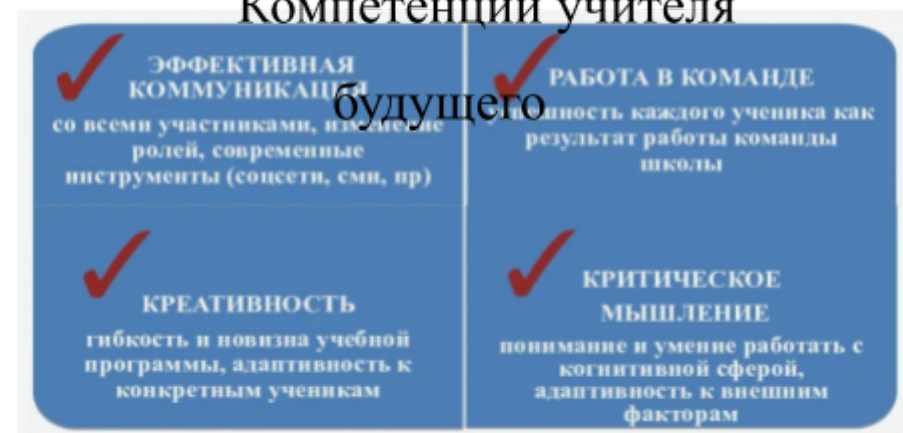 Компетенции учителя
будущего
ЭФФЕКТИВНАЯ
КОММУНИКАЦИЯ
со всеми участниками, изменение
ролей, современные
инструменты (соцсети, сми, пр)
РАБОТА В КОМАНДЕ
успешность каждого ученика как
результат работы команды
школы
КРЕАТИВНОСТЬ
гибкость и новизна учебной
программы, адаптивность к
конкретным ученикам
КРИТИЧЕСКОЕ
МЫШЛЕНИЕ
понимание и умение работать с
когнитивной сферой,
адаптивность к внешним
факторам